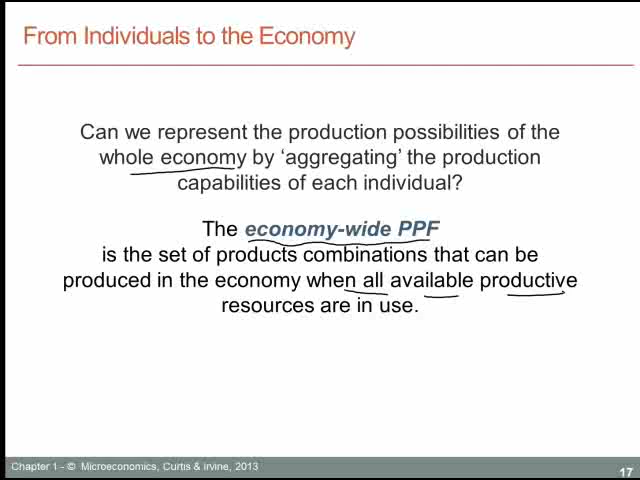 From Individuals to the Economy
Can we represent the production possibilities of the
whole economy by ‘aggregating’ the production
capabilities of each individual?
The economy-wide PPF
is the set of products combinations that can be
produced in the economy when all available productive
resources are in use.
Chapter 1 - © Microeconomics, Curtis & Irvine, 2013
17